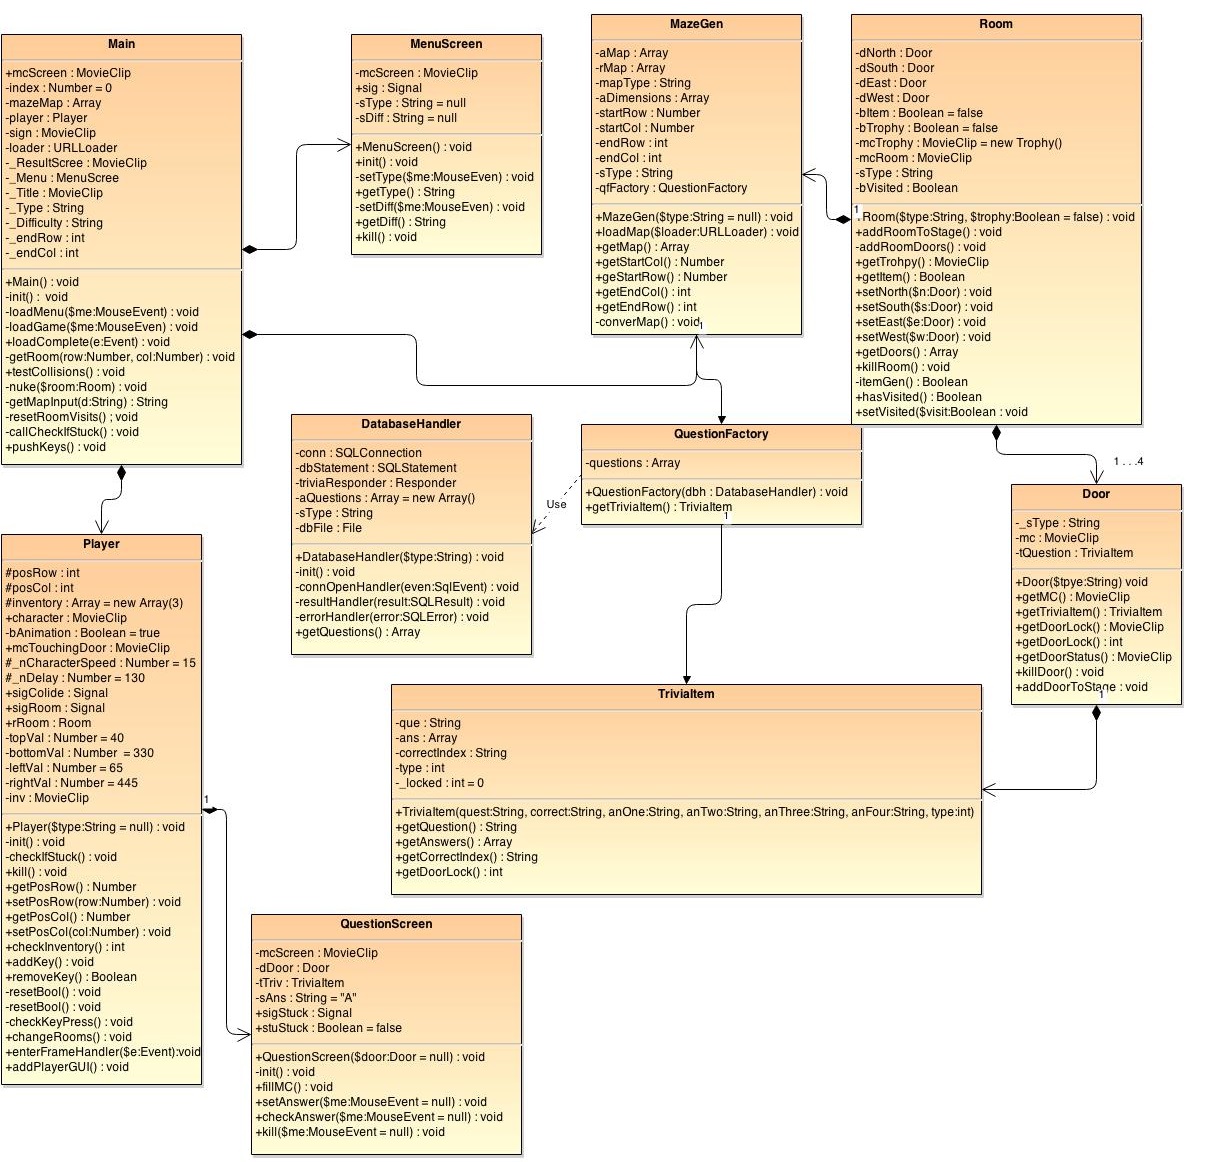 Main
+mcScreen : MovieClip
-index : Number = 0
-mazeMap : Array
-player : Player
-sign : MovieClip
-loader : URLLoader
-_ResultScree : MovieClip
-_Menu : MenuScree
-_Title : MovieClip
-_Type : String
-_Difficulty : String
-_endRow : int
-_endCol : int
+Main() : void
-init() : void
-loadMenu($me:MouseEvent) : void
-loadGame($me:MouseEven) : void
+loadComplete(e:Event) : void
-getRoom(row:Number, col:Number) : void
+testCollisions() : void
-nuke($room:Room) : void
-getMapInput(d:String) : String
-resetRoomVisits() ; void
-callCheckIfStuck() : void
+pushKeys() : void
MenuScreen
-mcScreen : MovieClip
+sig : Signal
-sType : String = null
-sDiff : String = null
+MenuScreen() : void
+init() : void
-setType($me:MouseEven) : void
+getType() : String
-setDiff($me:MouseEven) : void
+getDiff() : String
+kill() : void
MazeGen
-aMap : Array
-rMap : Array
-mapType : String
-aDimensions : Array
-startRow : Number
-startCol : Number
-endRow : int
-endCol : int
-sType : String
-qfFactory : QuestionFactory
+MazeGen($type:String = null) : void
+loadMap($loader:URLLoader) : void
+getMap() : Array
+getStartCol() : Number
+geStartRow() : Number
+getEndCol() : int
+getEndRow() : int
-converMap() : void
1
Room
-dNorth : Door
-dSouth : Door
-dEast : Door
-dWest : Door
-bItem : Boolean = false
-bTrophy : Boolean = false
-mcTrophy : MovieClip = new Trophy()
-mcRoom : MovieClip
-sType : String
-bVisited : Boolean
1
Room($type:String, $trophy:Boolean = false) : void
+addRoomToStage() : void
-addRoomDoors() : void
+getTrohpy() : MovieClip
+getItem() : Boolean
+setNorth($n:Door) : void
+setSouth($s:Door) : void
+setEast($e:Door) : void
+setWest($w:Door) : void
+getDoors() : Array
+killRoom() : void
-itemGen() : Boolean
+hasVisited() : Boolean
+setVisited($visit:Boolean : void
DatabaseHandler
-conn : SQLConnection
-dbStatement : SQLStatement
-triviaResponder : Responder
-aQuestions : Array = new Array()
-sType : String
-dbFile : File
+DatabaseHandler($type:String) : void
-init() : void
-connOpenHandler(even:SqlEvent) : void
-resultHandler(result:SQLResult) : void
-errorHandler(error:SQLError) : void
+getQuestions() : Array
Use
QuestionFactory
-questions : Array
+QuestionFactory(dbh : DatabaseHandler) : void
+getTriviaItem() : TriviaItem
1
1 . . .4
Door
-_sType : String
-mc : MovieClip
-tQuestion : TriviaItem
+Door($tpye:String) void
+getMC() : MovieClip
+getTriviaItem() : TriviaItem
+getDoorLock() : MovieClip
+getDoorLock() : int
+getDoorStatus() : MovieClip
+killDoor() : void
+addDoorToStage : void
1
Player
#posRow : int
#posCol : int
#inventory : Array = new Array(3)
+character : MovieClip
-bAnimation : Boolean = true
+mcTouchingDoor : MovieClip
#_nCharacterSpeed : Number = 15
#_nDelay : Number = 130
+sigColide : Signal
+sigRoom : Signal
+rRoom : Room
-topVal : Number = 40
-bottomVal : Number = 330
-leftVal : Number = 65
-rightVal : Number = 445
-inv : MovieClip
1
+Player($type:String = null) : void
-init() : void
-checkIfStuck() : void
+kill() : void
+getPosRow() : Number
+setPosRow(row:Number) : void
+getPosCol() : Number
+setPosCol(col:Number) : void
+checkInventory() : int
+addKey() : void
+removeKey() : Boolean
-resetBool() : void
-resetBool() : void
-checkKeyPress() : void
+changeRooms() : void
+enterFrameHandler($e:Event):void
+addPlayerGUI() : void
TriviaItem
-que : String
-ans : Array
-correctIndex : String
-type : int
-_locked : int = 0
+TriviaItem(quest:String, correct:String, anOne:String, anTwo:String, anThree:String, anFour:String, type:int)
+getQuestion() : String
+getAnswers() : Array
+getCorrectIndex() : String
+getDoorLock() : int
QuestionScreen
-mcScreen : MovieClip
-dDoor : Door
-tTriv : TriviaItem
-sAns : String = "A"
+sigStuck : Signal
+stuStuck : Boolean = false
+QuestionScreen($door:Door = null) : void
-init() : void
+fillMC() : void
+setAnswer($me:MouseEvent = null) : void
+checkAnswer($me:MouseEvent = null) : void
+kill($me:MouseEvent = null) : void